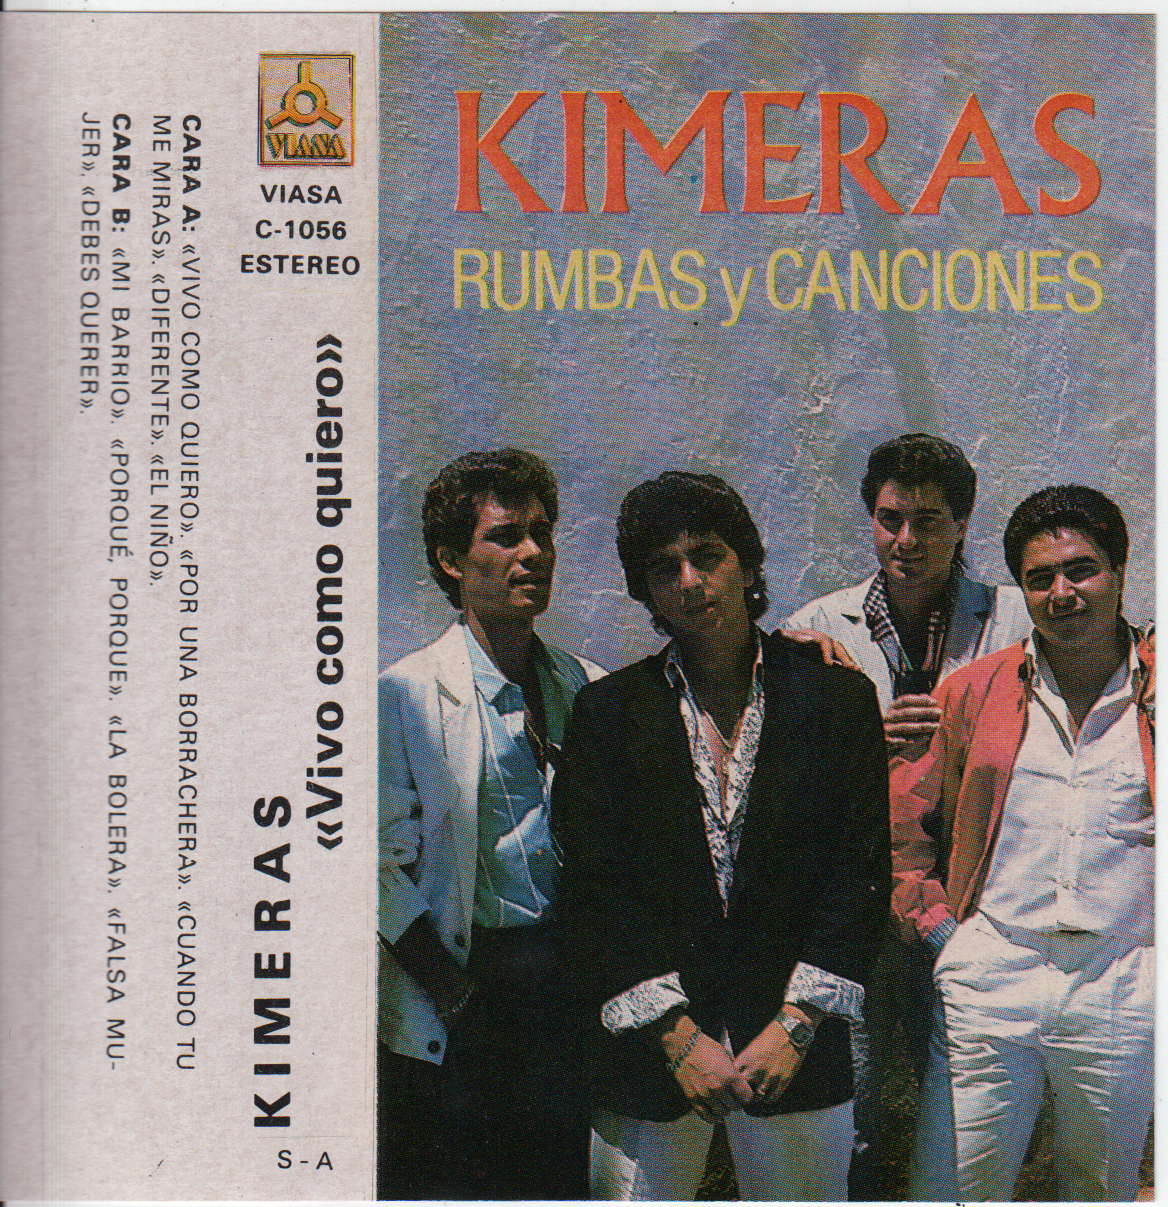 KIMERAS
RUMBAS y CANCIONES
VIASA
VIASA
C-1056
ESTEREO
«Vivo como quiero»
KIMERAS
S - A
CARA A: «VIVO COMO QUIERO». «POR UNA BORRACHERA». «CUANDO TU
ME MIRAS». «DIFERENTE». «EL NIÑO».
CARA B: «MI BARRIO». «PORQUÉ, PORQUE». «LA BOLERA». «FALSA MU-
JER». «DEBES QUERER».